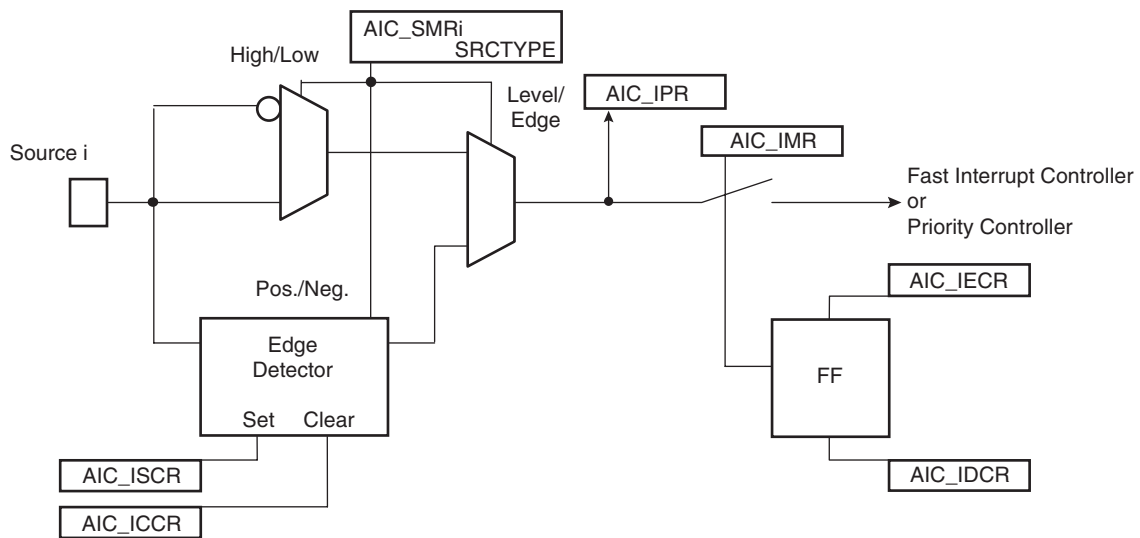 AIC_SMRi
SRCTYPE
High/Low
Level/
Edge
AIC_IPR
AIC_IMR
Source i
Fast Interrupt Controller
or
Priority Controller
Pos./Neg.
AIC_IECR
Edge
Detector
FF
Set Clear
AIC_ISCR
AIC_IDCR
AIC_ICCR